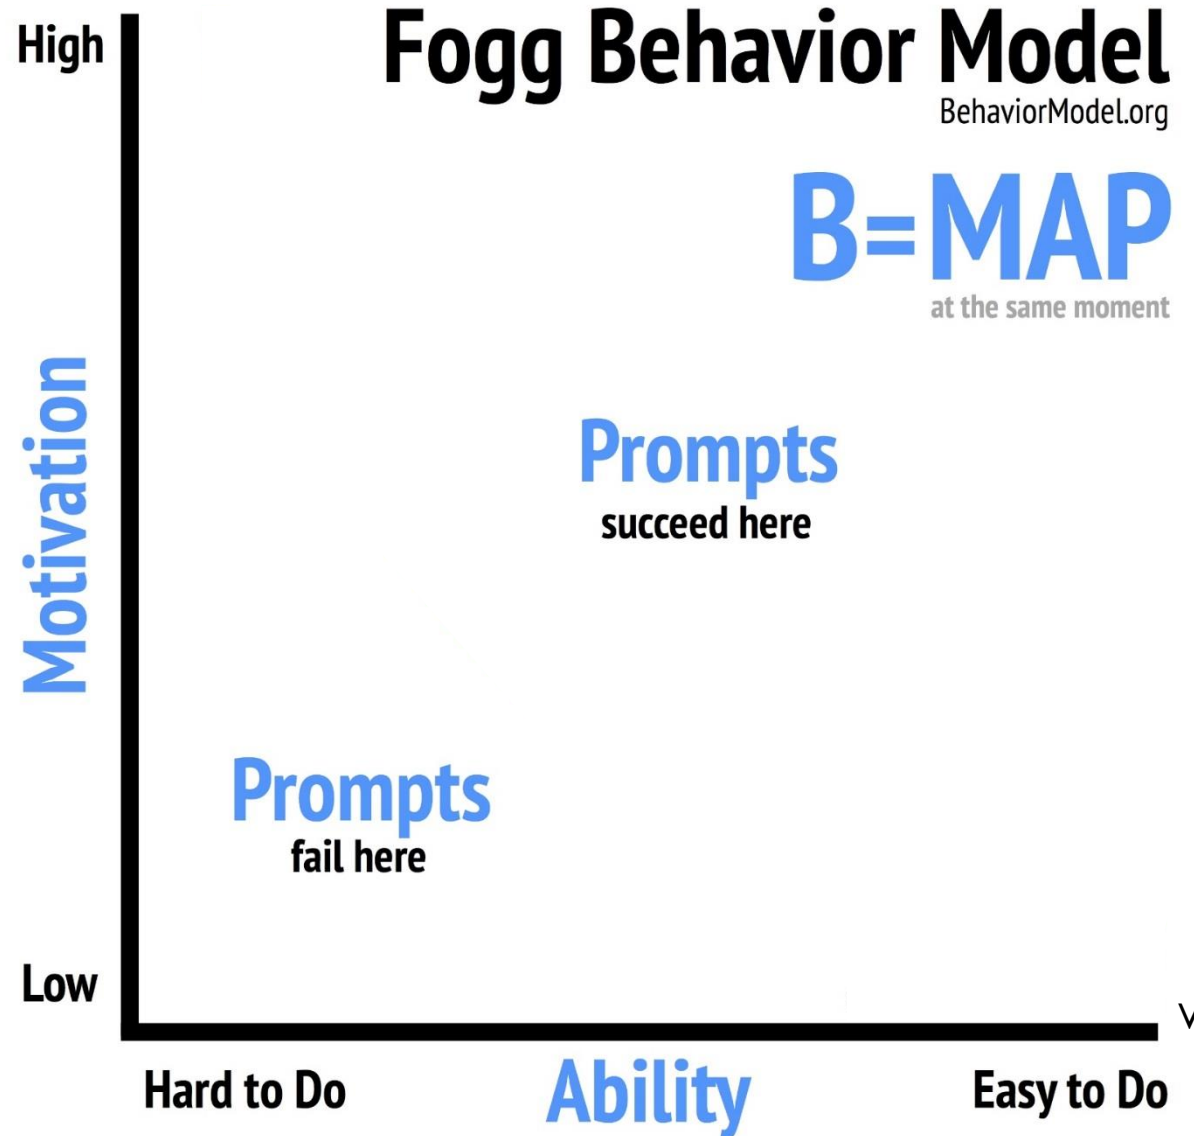 High
Fogg Behavior Model
BehaviorModel.org
B=MAP
at the same moment
Motivation
Prompts
succeed here
Prompts
fail here
Low
Hard to Do
Ability
Easy to Do